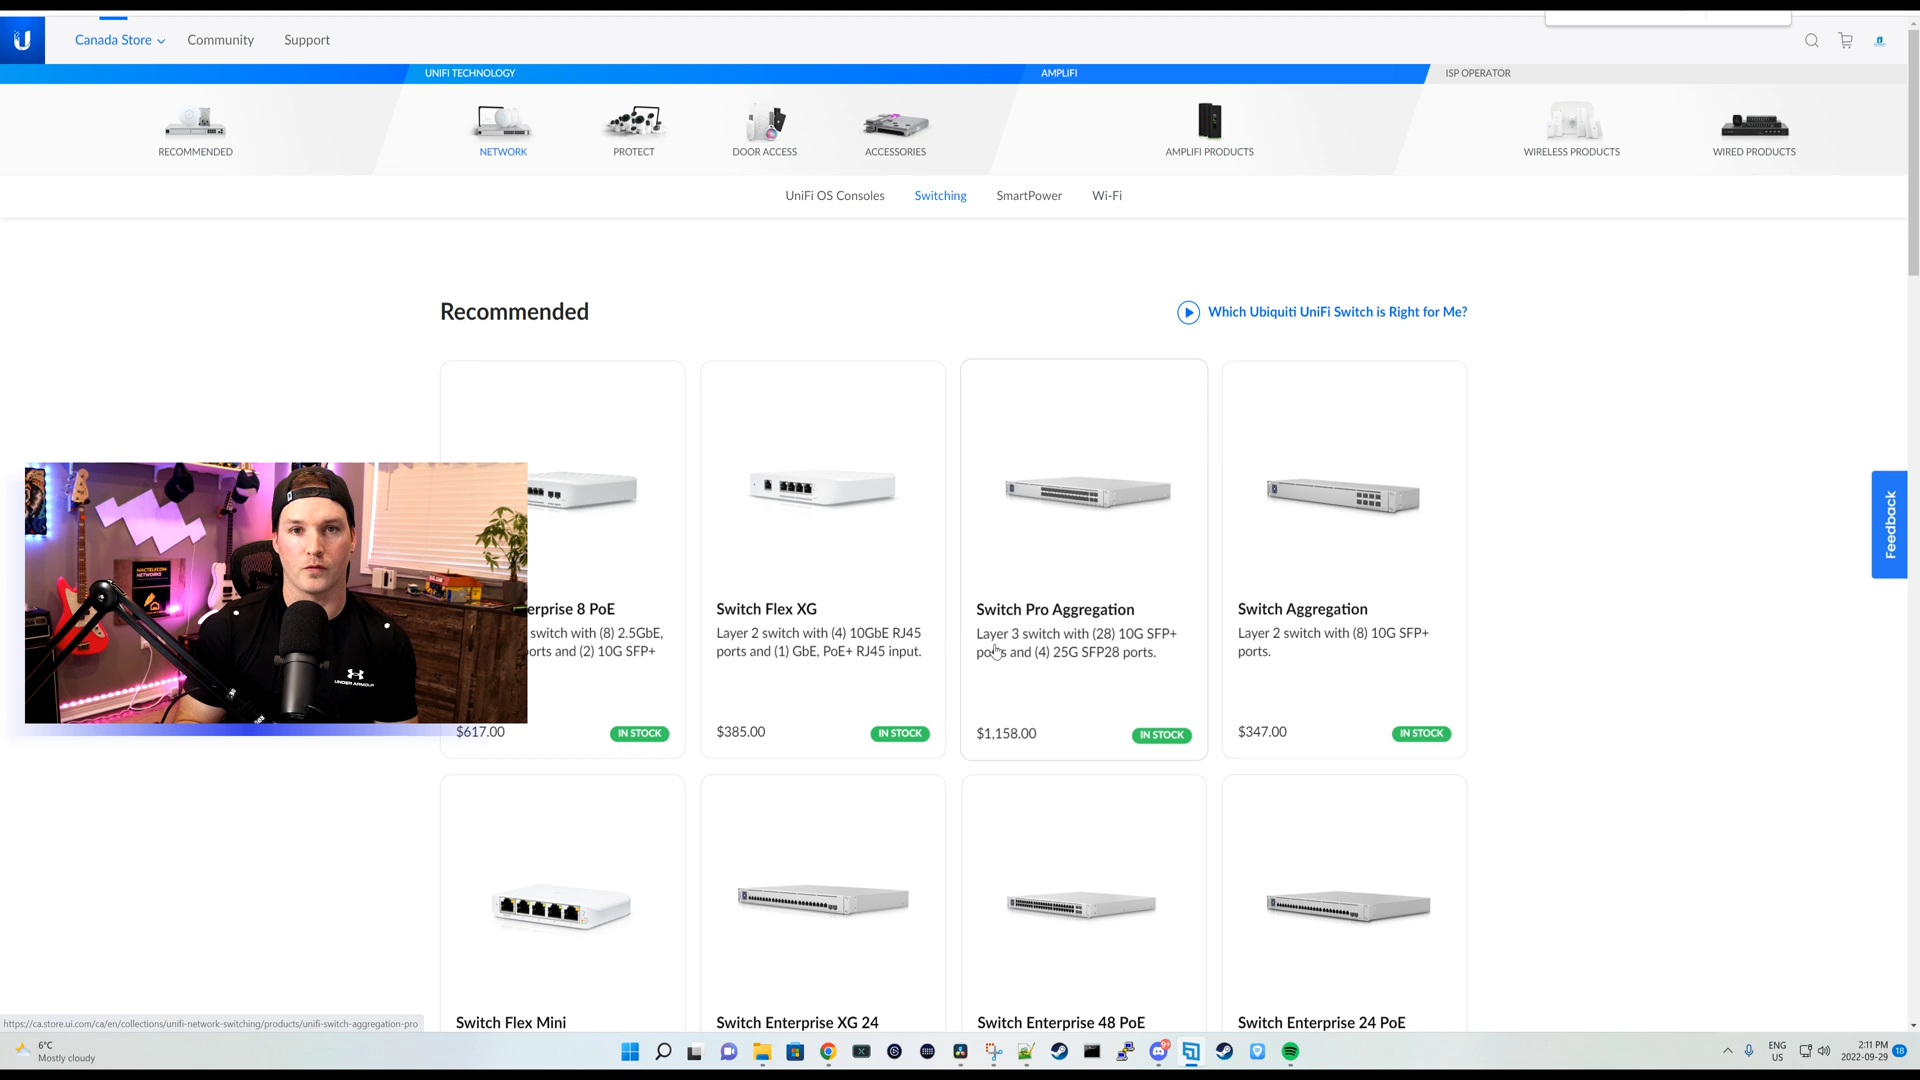 Canada Store
Community
Support
UNIFI TECHNOLOGY
AMPLIFI
ISP OPERATOR
RECOMMENDED
NETWORK
PROTECT
DOOR ACCESS
ACCESSORIES
AMPLIFI PRODUCTS
WIRELESS PRODUCTS
WIRED PRODUCTS
UniFi OS Consoles
Switching
SmartPower
Wi-Fi
Recommended
Which Ubiquiti UniFi Switch is Right for Me?
erprise 8 PoE
switch with (8) 2.5GbE,
orts and (2) 10G SFP+
$617.00
IN STOCK
Switch Flex XG
Layer 2 switch with (4) 10GbE RJ45
ports and (1) GbE, PoE+ RJ45 input.
$385.00
IN STOCK
Switch Pro Aggregation
Layer 3 switch with (28) 10G SFP+
ports and (4) 25G SFP28 ports.
$1,158.00
IN STOCK
Switch Aggregation
Layer 2 switch with (8) 10G SFP+
ports.
$347.00
IN STOCK
Feedback
MACTELECOM
NETWORKS
UNDER ARMOUR
Switch Flex Mini
Switch Enterprise XG 24
Switch Enterprise 48 PoE
Switch Enterprise 24 PoE
https://ca.store.ui.com/ca/en/collections/unifi-network-switching/products/unifi-switch-aggregation-pro
6°C
Mostly cloudy
ENG
US
2:11 PM
2022-09-29
18